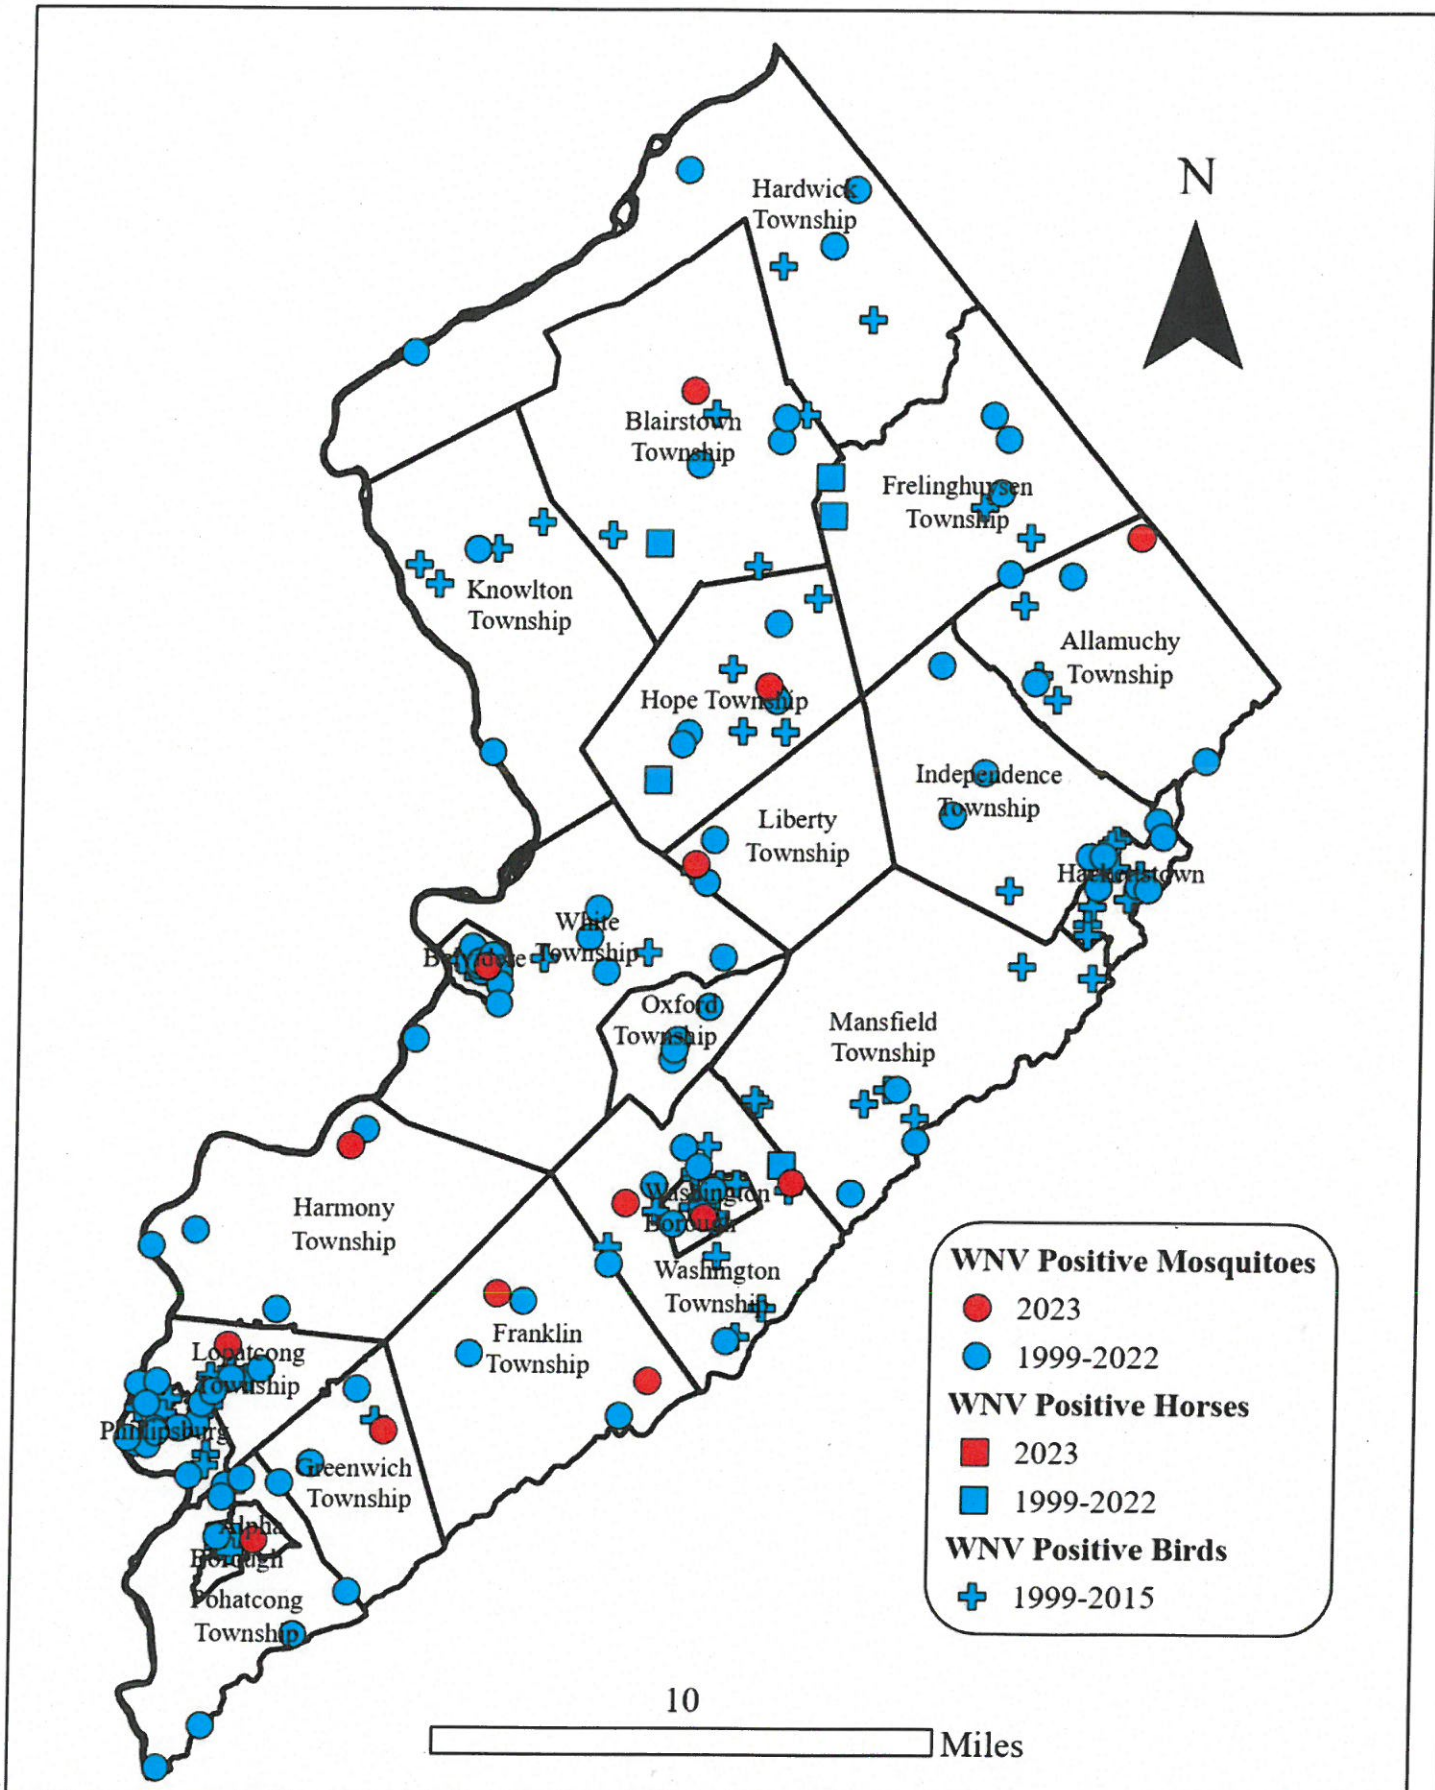 N
Hardwick
Township
Blairstown
Township
Frelinghuysen
Township
Knowlton
Township
Allamuchy
Township
Hope Township
Independence
Township
Liberty
Township
Hackettstown
White
Township
Belvidere
Oxford
Township
Mansfield
Township
Harmony
Township
Washington
Borough
Washington
Township
Franklin
Township
Lopatcong
Township
Phillipsburg
Greenwich
Township
Alpha
Borough
Pohatcong
Township
WNV Positive Mosquitoes
2023
1999-2022
WNV Positive Horses
2023
1999-2022
WNV Positive Birds
1999-2015
10
Miles